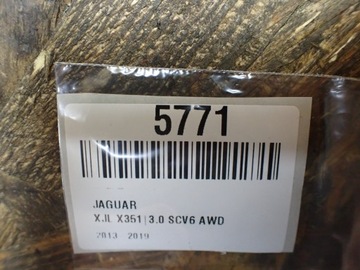 5771
JAGUAR
XJL X351 | 3.0 SCV6 AWD
2013 2019